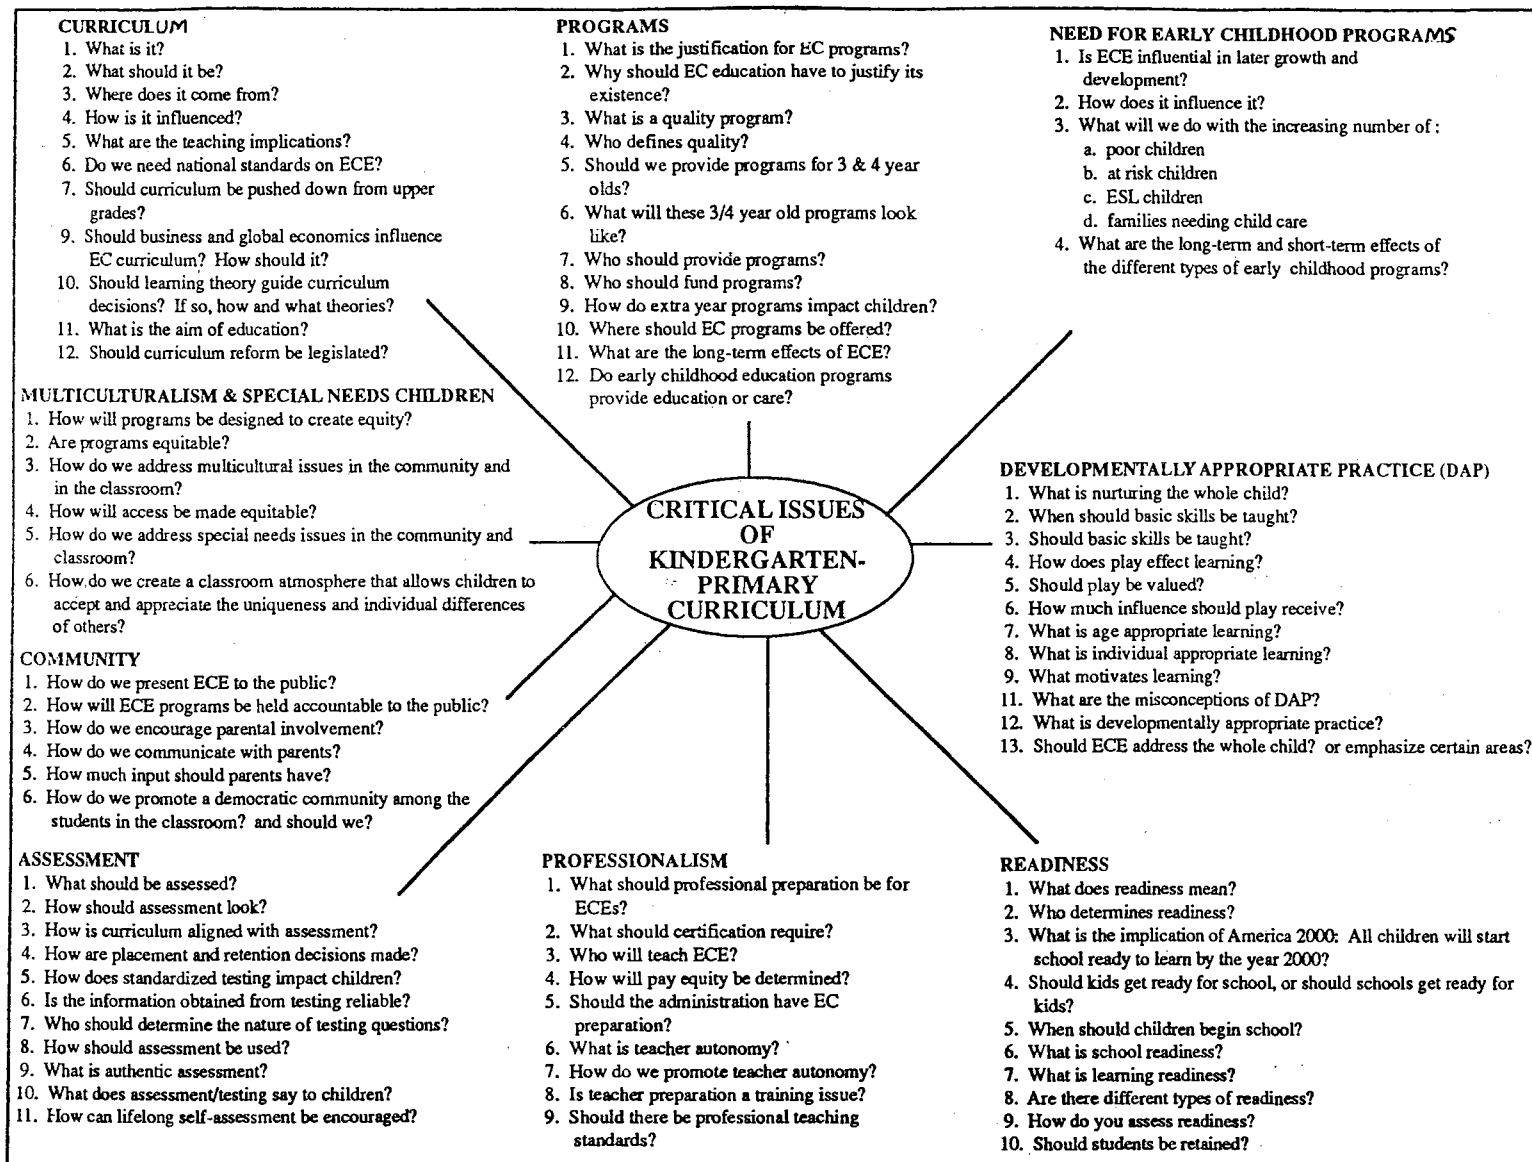 CURRICULUM
1. What is it?
2. What should it be?
3. Where does it come from?
4. How is it influenced?
5. What are the teaching implications?
6. Do we need national standards on ECE?
7. Should curriculum be pushed down from upper
grades?
9. Should business and global economics influence
EC curriculum? How should it?
10. Should learning theory guide curriculum
decisions? If so, how and what theories?
11. What is the aim of education?
12. Should curriculum reform be legislated?
PROGRAMS
1. What is the justification for EC programs?
2. Why should EC education have to justify its
existence?
3. What is a quality program?
4. Who defines quality?
5. Should we provide programs for 3 & 4 year
olds?
6. What will these 3/4 year old programs look
like?
7. Who should provide programs?
8. Who should fund programs?
9. How do extra year programs impact children?
10. Where should EC programs be offered?
11. What are the long-term effects of ECE?
12. Do early childhood education programs
provide education or care?
NEED FOR EARLY CHILDHOOD PROGRAMS
1. Is ECE influential in later growth and
development?
2. How does it influence it?
3. What will we do with the increasing number of :
a. poor children
b. at risk children
c. ESL children
d. families needing child care
4. What are the long-term and short-term effects of
the different types of early childhood programs?
MULTICULTURALISM & SPECIAL NEEDS CHILDREN
1. How will programs be designed to create equity?
2. Are programs equitable?
3. How do we address multicultural issues in the community and
in the classroom?
4. How will access be made equitable?
5. How do we address special needs issues in the community and
classroom?
6. How do we create a classroom atmosphere that allows children to
accept and appreciate the uniqueness and individual differences
of others?
CRITICAL ISSUES
OF
KINDERGARTEN-
PRIMARY
CURRICULUM
DEVELOPMENTALLY APPROPRIATE PRACTICE (DAP)
1. What is nurturing the whole child?
2. When should basic skills be taught?
3. Should basic skills be taught?
4. How does play effect learning?
5. Should play be valued?
6. How much influence should play receive?
7. What is age appropriate learning?
8. What is individual appropriate learning?
9. What motivates learning?
11. What are the misconceptions of DAP?
12. What is developmentally appropriate practice?
13. Should ECE address the whole child? or emphasize certain areas?
COMMUNITY
1. How do we present ECE to the public?
2. How will ECE programs be held accountable to the public?
3. How do we encourage parental involvement?
4. How do we communicate with parents?
5. How much input should parents have?
6. How do we promote a democratic community among the
students in the classroom? and should we?
ASSESSMENT
1. What should be assessed?
2. How should assessment look?
3. How is curriculum aligned with assessment?
4. How are placement and retention decisions made?
5. How does standardized testing impact children?
6. Is the information obtained from testing reliable?
7. Who should determine the nature of testing questions?
8. How should assessment be used?
9. What is authentic assessment?
10. What does assessment/testing say to children?
11. How can lifelong self-assessment be encouraged?
PROFESSIONALISM
1. What should professional preparation be for
ECEs?
2. What should certification require?
3. Who will teach ECE?
4. How will pay equity be determined?
5. Should the administration have EC
preparation?
6. What is teacher autonomy?
7. How do we promote teacher autonomy?
8. Is teacher preparation a training issue?
9. Should there be professional teaching
standards?
READINESS
1. What does readiness mean?
2. Who determines readiness?
3. What is the implication of America 2000: All children will start
school ready to learn by the year 2000?
4. Should kids get ready for school, or should schools get ready for
kids?
5. When should children begin school?
6. What is school readiness?
7. What is learning readiness?
8. Are there different types of readiness?
9. How do you assess readiness?
10. Should students be retained?